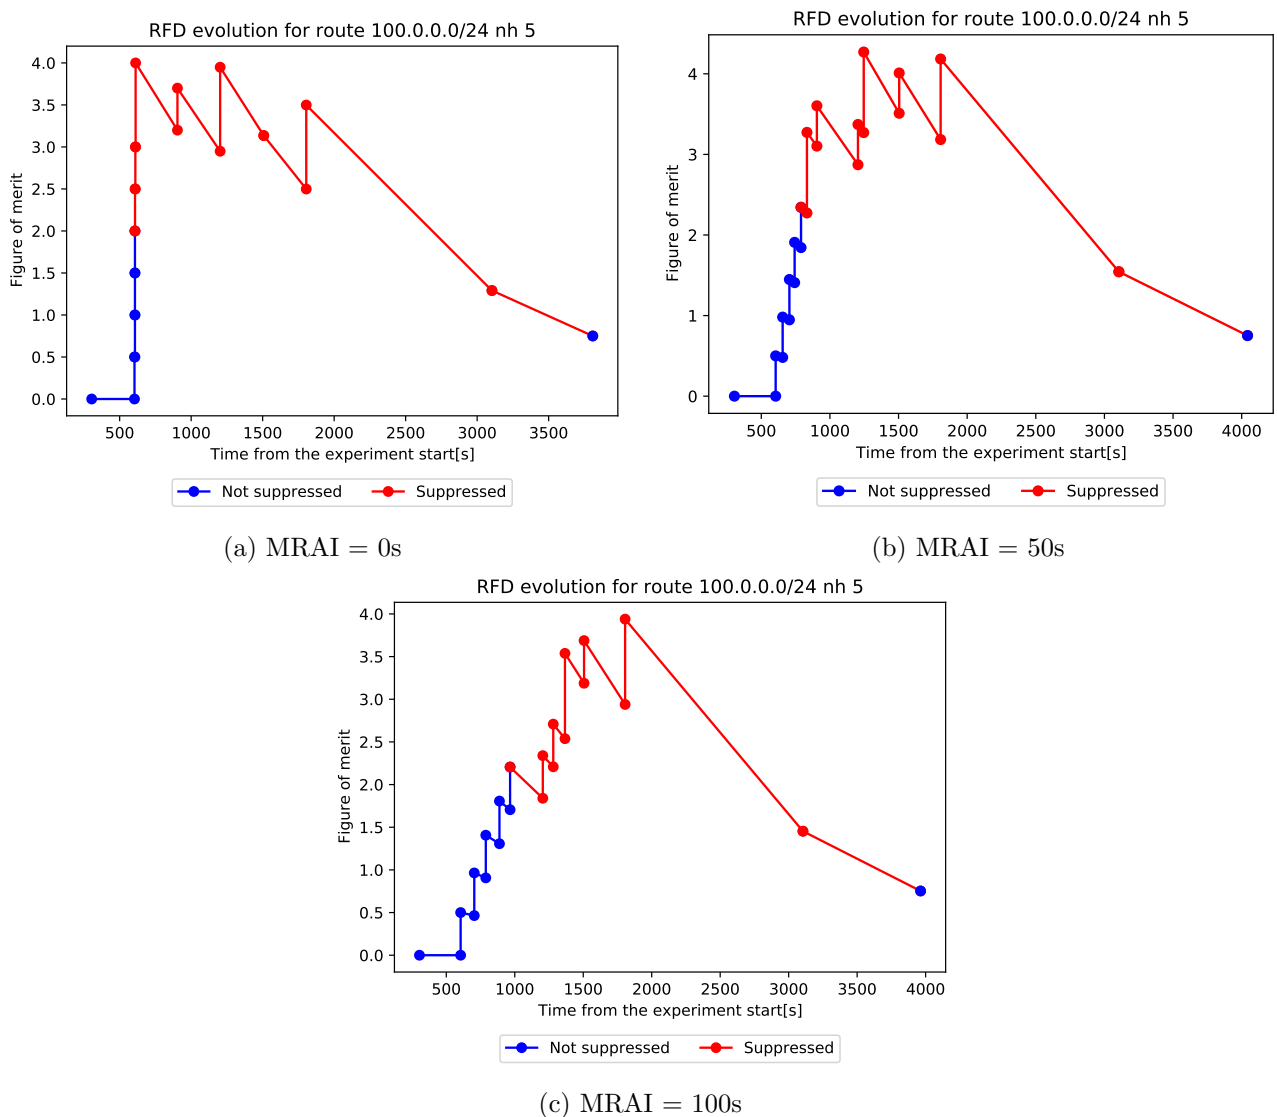 RFD evolution for route 100.0.0.0/24 nh 5
Figure of merit
4.0
3.5
3.0
2.5
2.0
1.5
1.0
0.5
0.0
500 1000 1500 2000 2500 3000 3500
Time from the experiment start[s]
Not suppressed Suppressed
(a) MRAI = 0s
RFD evolution for route 100.0.0.0/24 nh 5
Figure of merit
4
3
2
1
0
500 1000 1500 2000 2500 3000 3500 4000
Time from the experiment start[s]
Not suppressed Suppressed
(b) MRAI = 50s
RFD evolution for route 100.0.0.0/24 nh 5
Figure of merit
4.0
3.5
3.0
2.5
2.0
1.5
1.0
0.5
0.0
500 1000 1500 2000 2500 3000 3500 4000
Time from the experiment start[s]
Not suppressed Suppressed
(c) MRAI = 100s